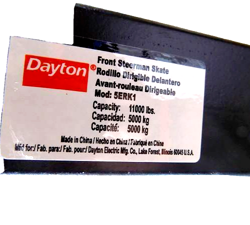 Dayton®
Front Steerman Skate
Rodillo Dirigible Delantero
Avant-rouleau Dirigeable
Mod: 5ERK1
Capacity: 11000 lbs.
Capacidad: 5000 kg
Capacité: 5000 kg
Made in China / Hecho en China / Fabriqué en Chine
Mfd for./ Fab. para:/ Fab pour:/ Dayton Electric Mfg. Co., Lake Forest, Illinois 60045 U.S.A.